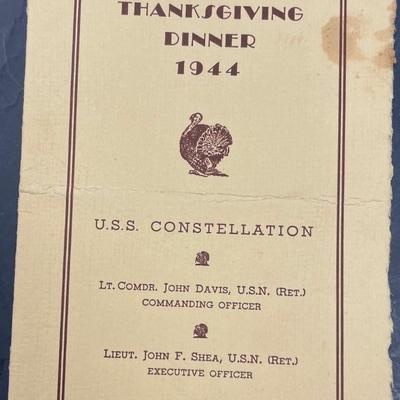 THANKSGIVING
DINNER
1944
U.S.S. CONSTELLATION
LT. COMDR. JOHN DAVIS, U.S.N. (RET.)
COMMANDING OFFICER
LIEUT. JOHN F. SHEA, U.S.N. (RET.)
EXECUTIVE OFFICER